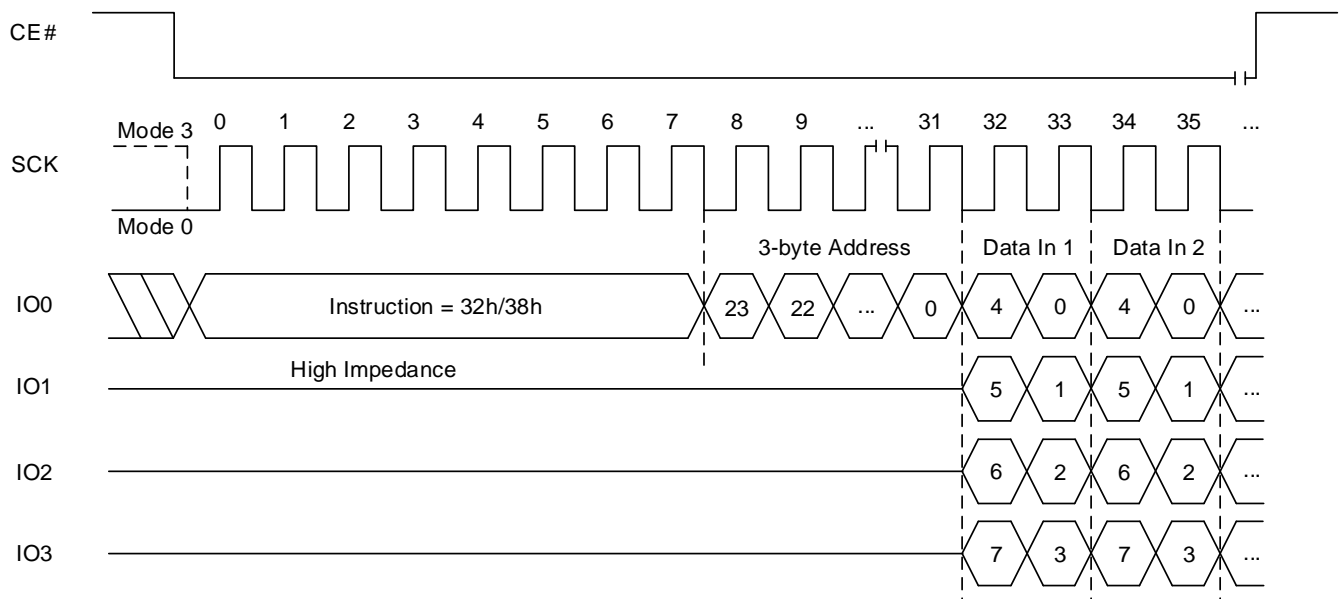 CE#
Mode 3 0 1 2 3 4 5 6 7 8 9 ... 31 32 33 34 35 ...
SCK
Mode 0
3-byte Address Data In 1 Data In 2
IO0 Instruction = 32h/38h 23 22 ... 0 4 0 4 0 ...
High Impedance
IO1 5 1 5 1 ...
IO2 6 2 6 2 ...
IO3 7 3 7 3 ...